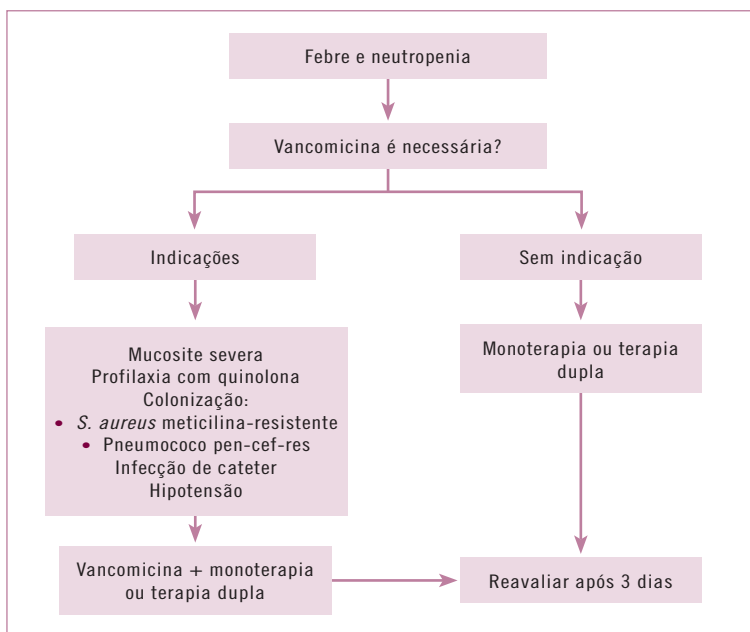 Febre e neutropenia
Vancomicina é necessária?
Indicações
Sem indicação
Mucosite severa
Profilaxia com quinolona
Colonização:
• S. aureus meticilina-resistente
• Pneumococo pen-cef-res
Infecção de cateter
Hipotensão
Monoterapia ou terapia
dupla
Vancomicina + monoterapia
ou terapia dupla
Reavaliar após 3 dias